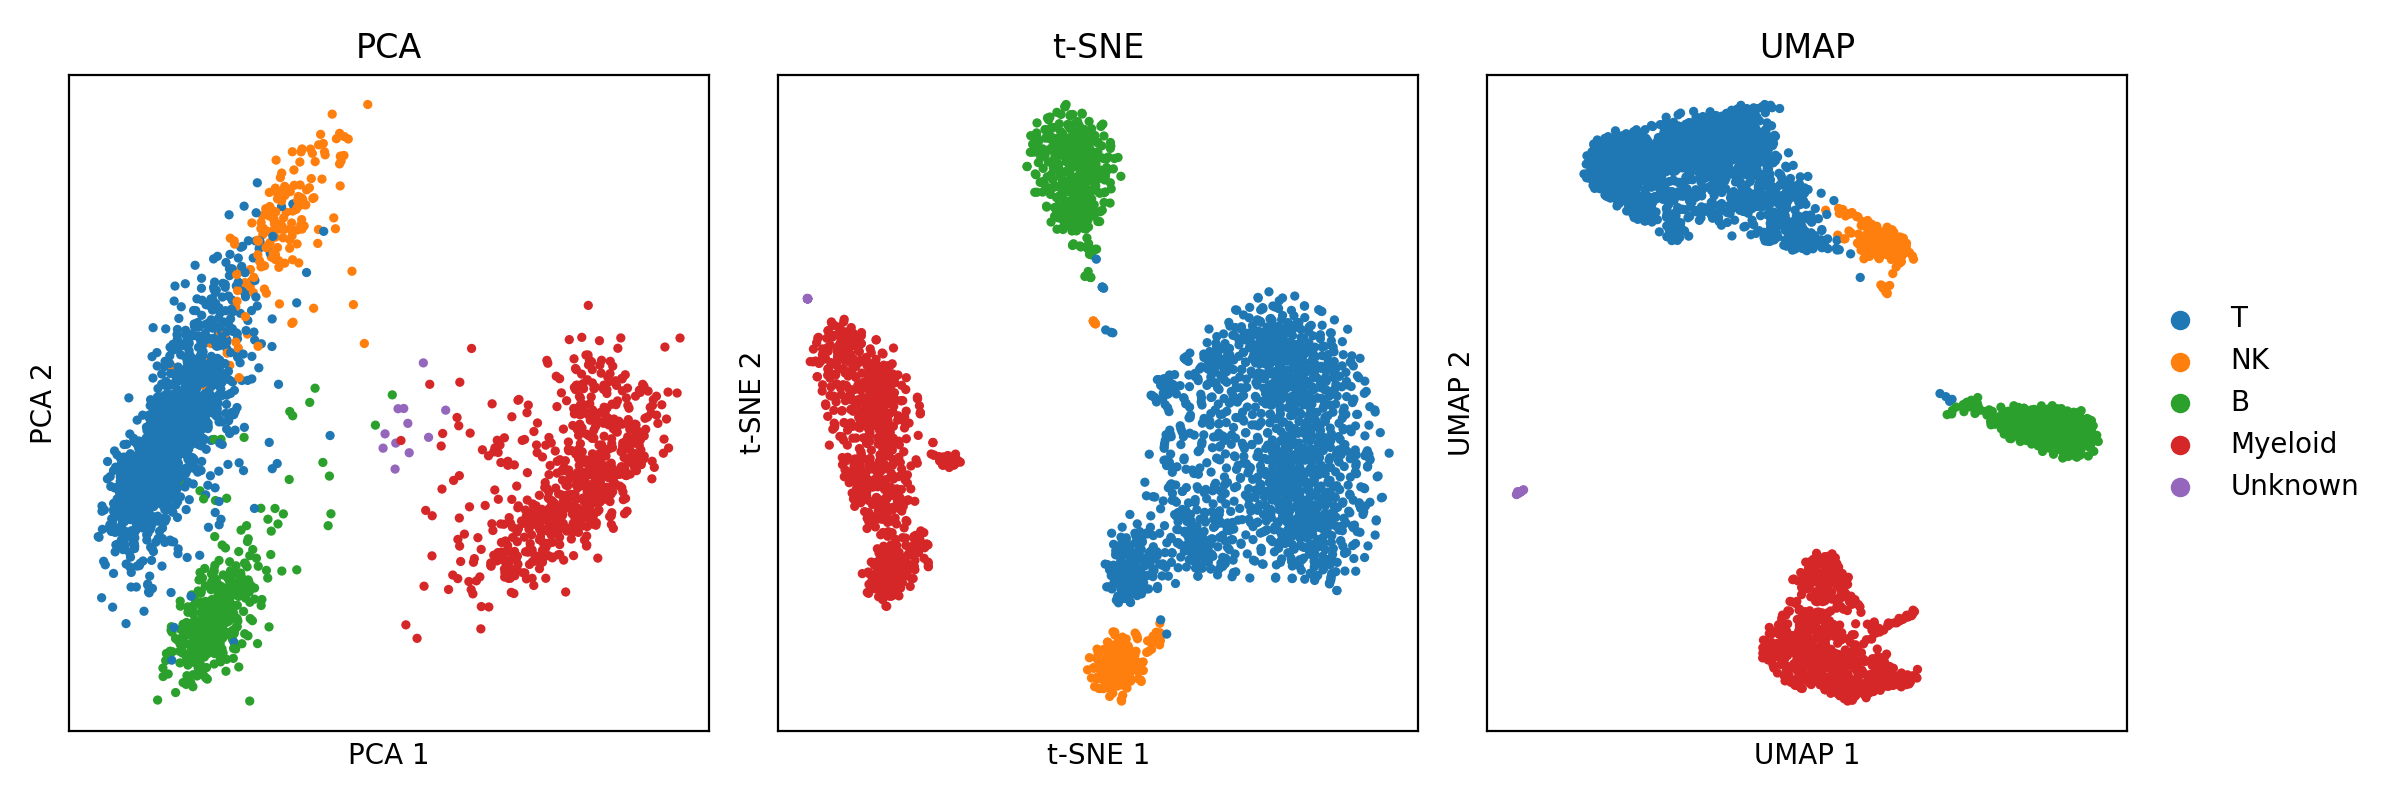 PCA
t-SNE
UMAP
PCA 2
PCA 1
t-SNE 2
t-SNE 1
UMAP 2
UMAP 1
T
NK
B
Myeloid
Unknown